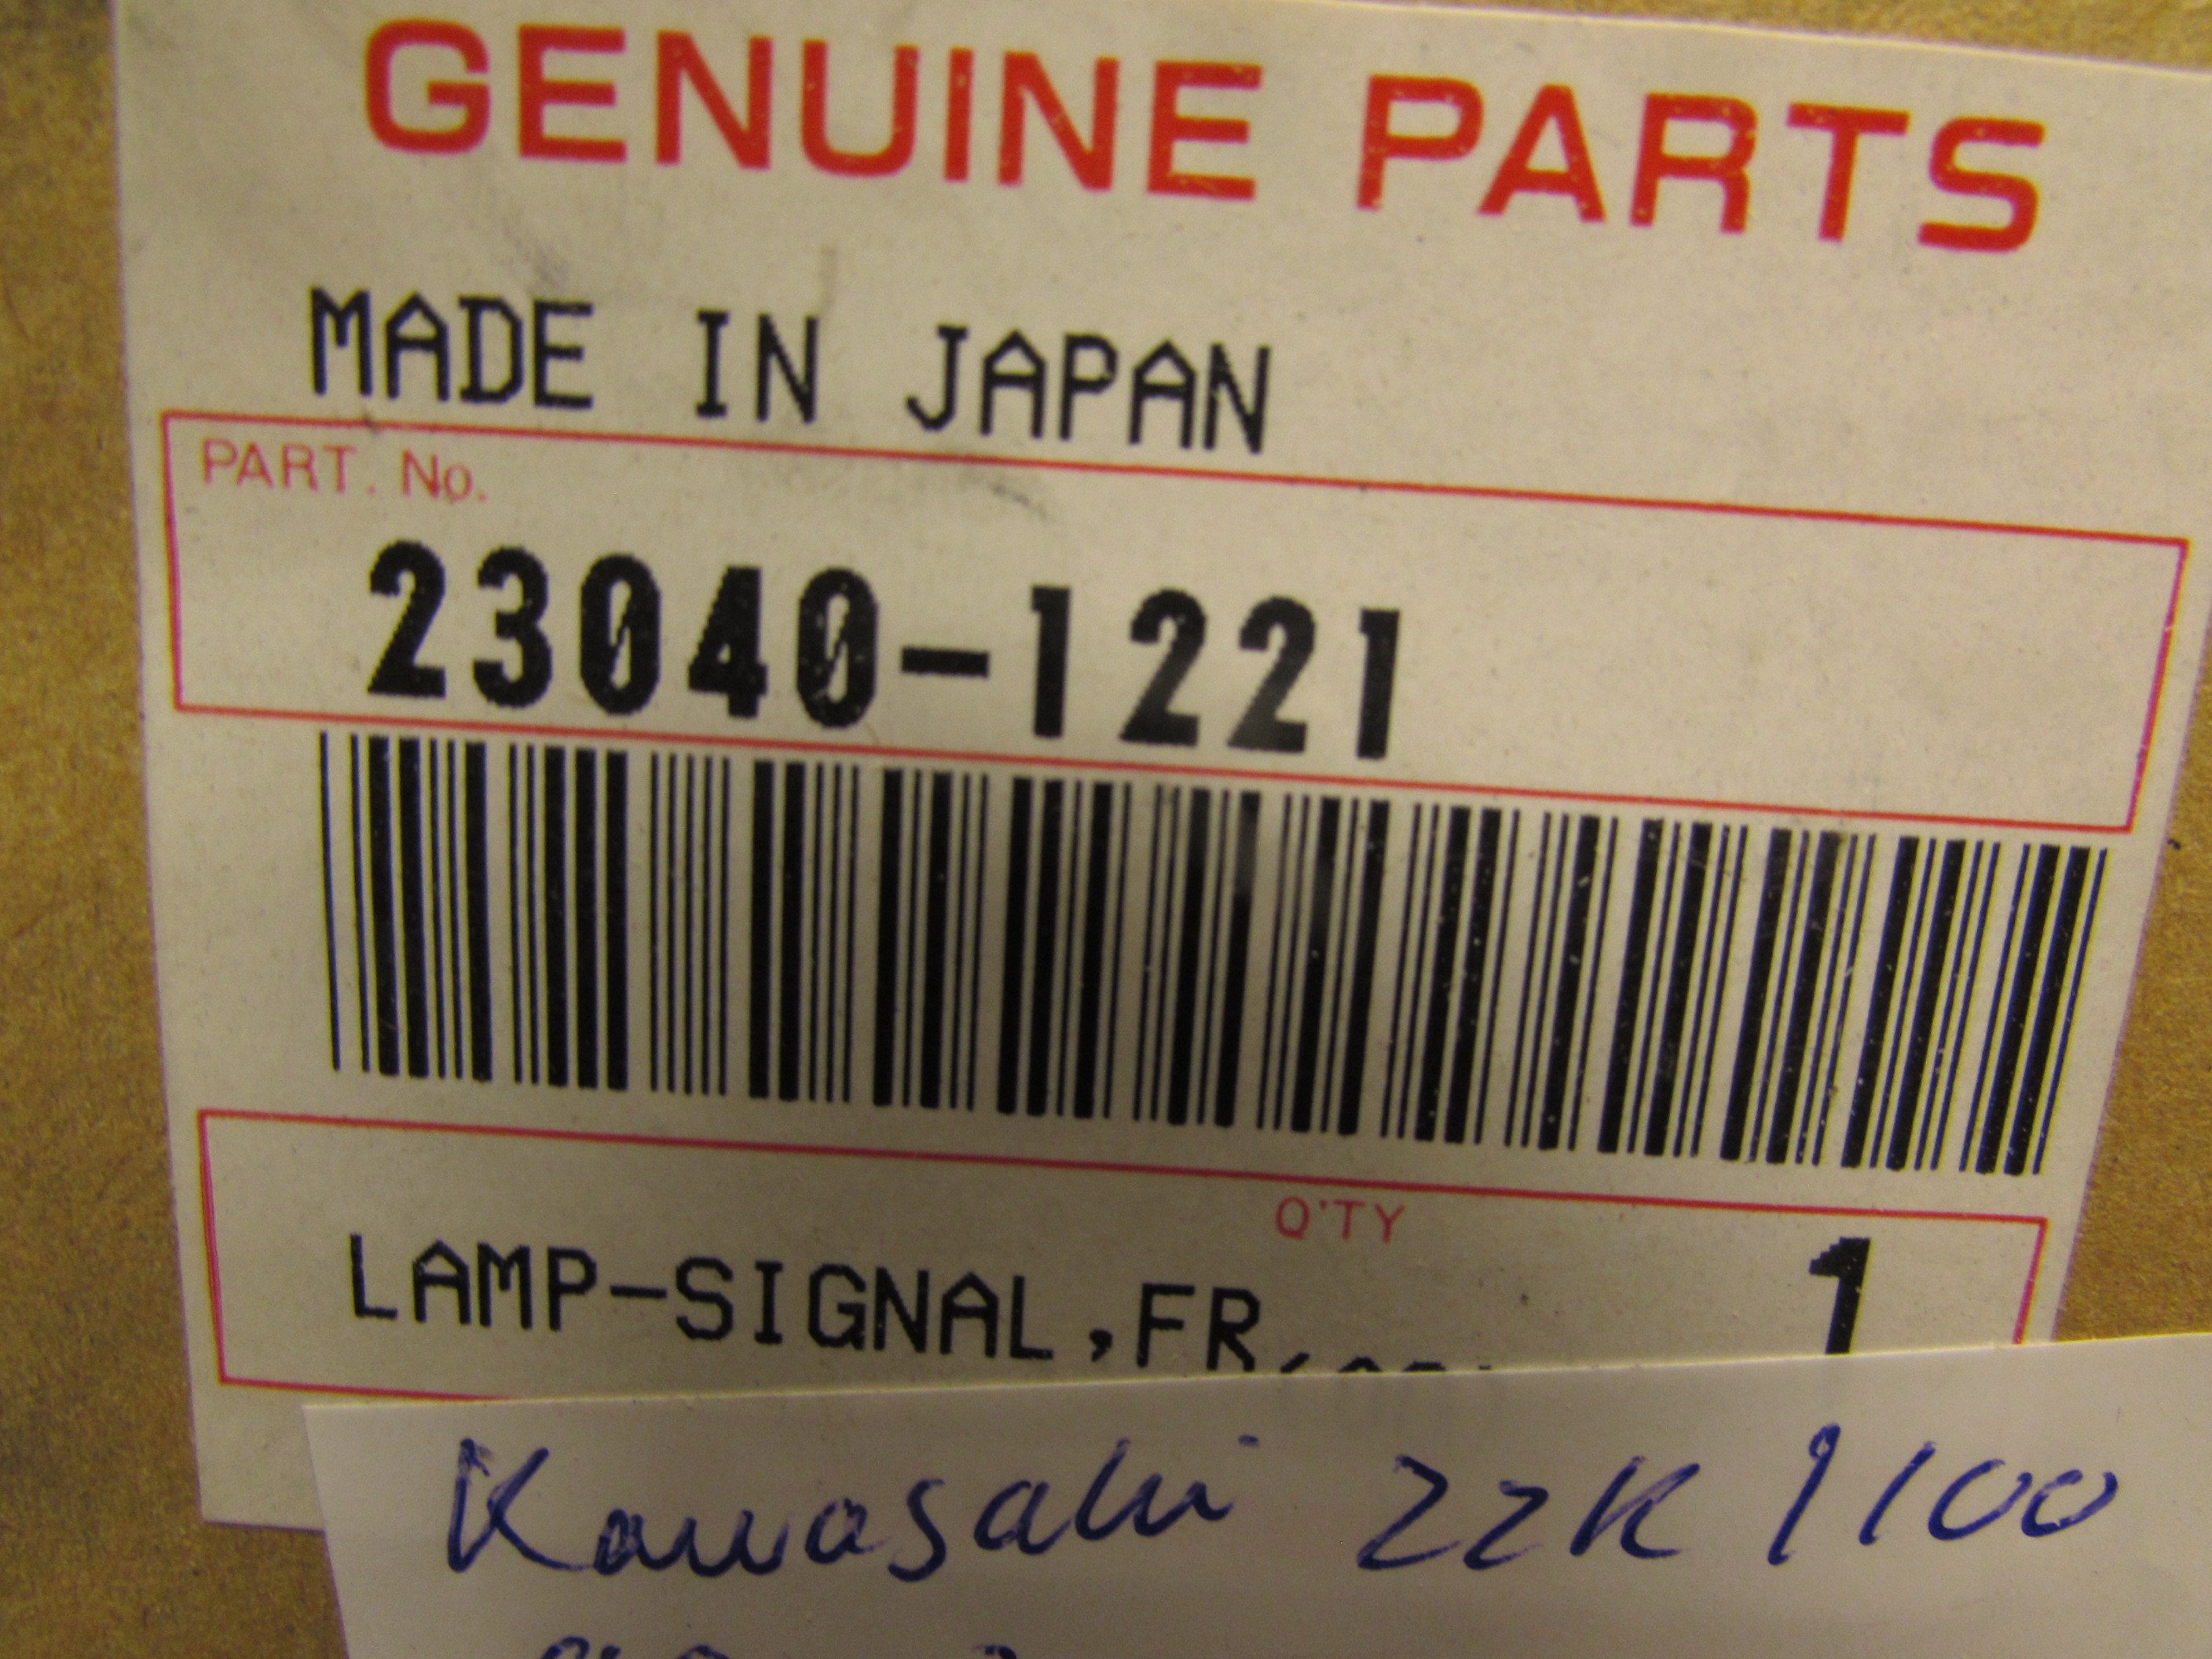 GENUINE PARTS
MADE IN JAPAN
PART. No.
23040-1221
Q'TY
LAMP-SIGNAL,FR 1
Kawasaki ZZR 1100